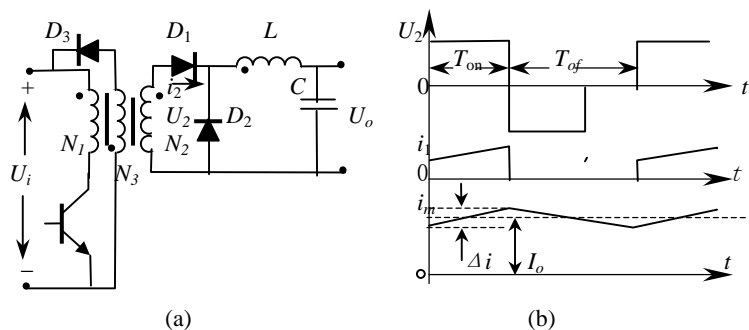 D3
D1
L
i2
C
+
U2
D2
Uo
N1
N2
Ui
N3
−
(a)
U2
Ton
Tof
0
t
i1
0
t
im
Δi
Io
t
(b)